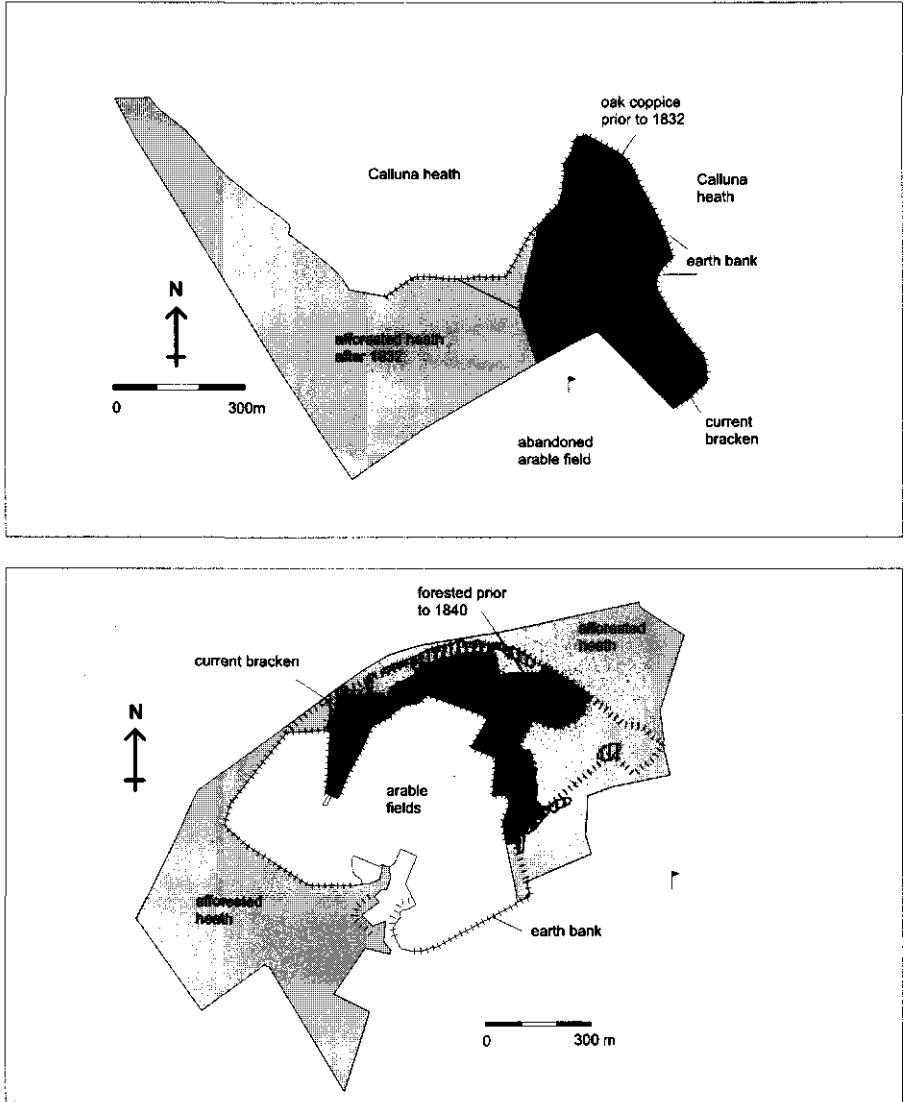 oak coppice
prior to 1832
Calluna heath
Calluna
heath
earth bank
N
afforested heath
after 1832
0 300m
current
bracken
abandoned
arable field
forested prior
to 1840
afforested
heath
current bracken
N
arable
fields
afforested
heath
earth bank
0 300 m